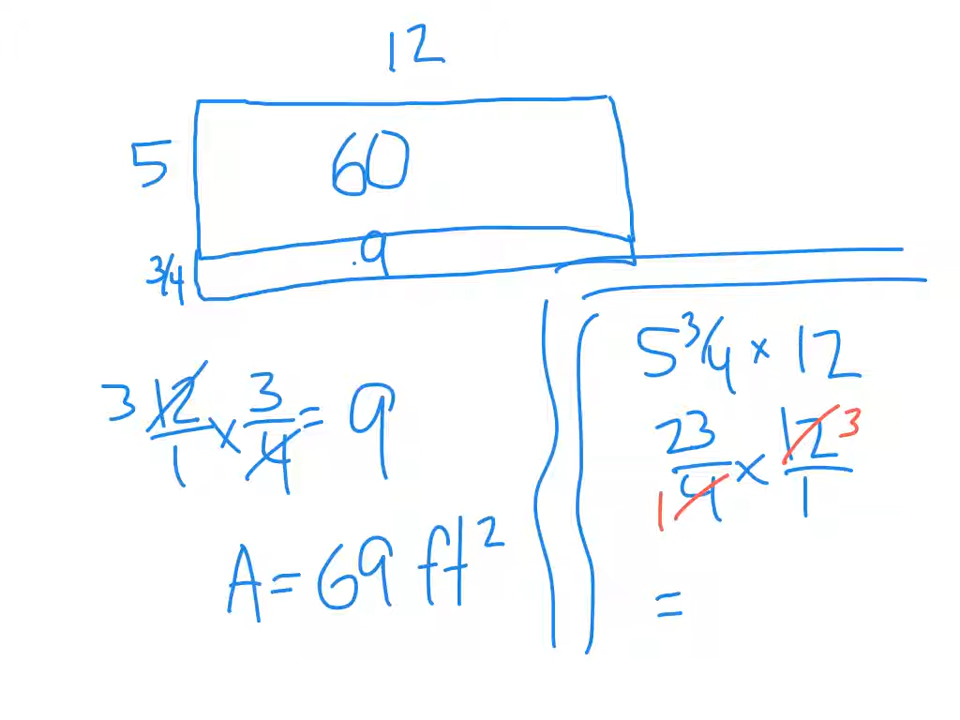 12
5
60
3/4
9
3 12/1 × 3/4 = 9
A = 69 ft²
5 3/4 × 12
23/4 × 12/1
1 3
=